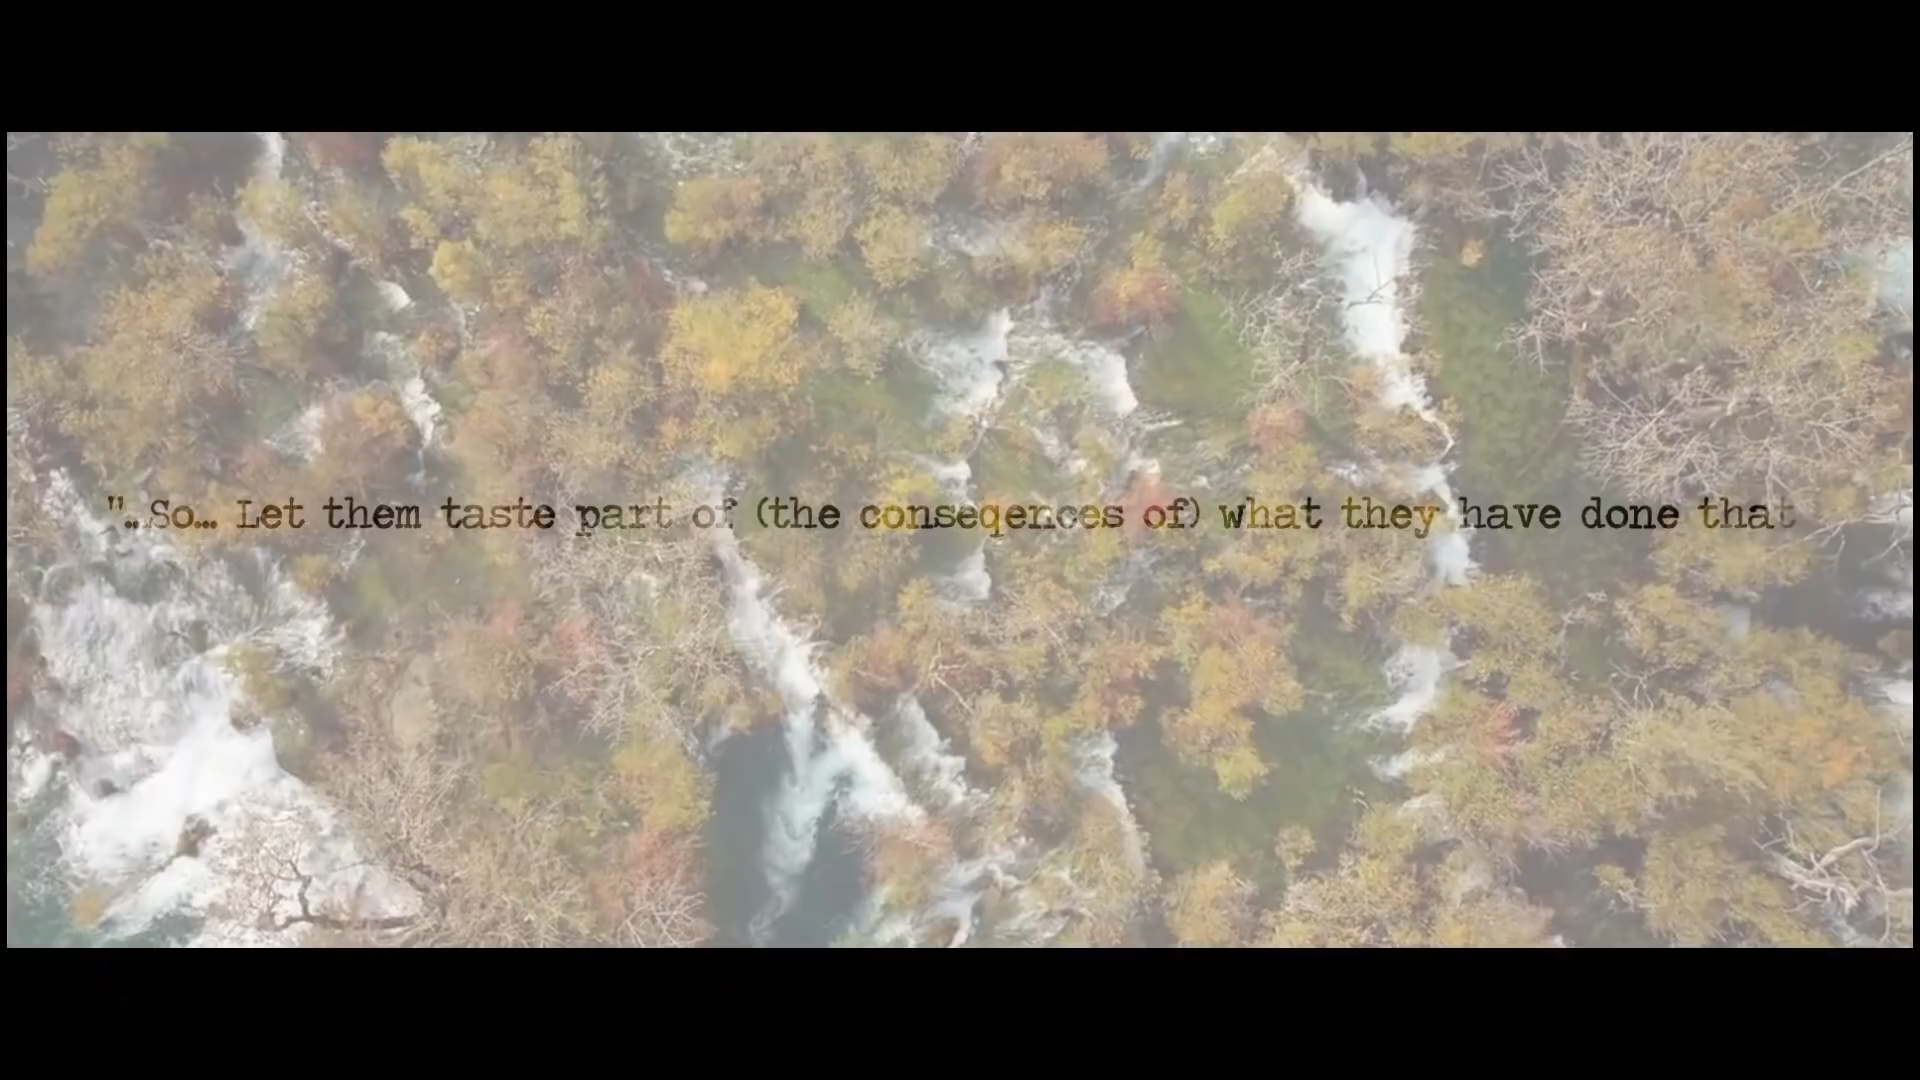 "..So... Let them taste part of (the conseqences of) what they have done that